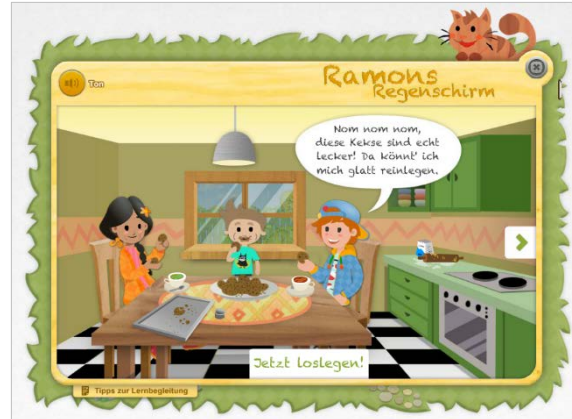 Ton
Ramons
Regenschirm
Nom nom nom,
diese Kekse sind echt
lecker! Da könnt' ich
mich glatt reinlegen.
Jetzt loslegen!
Tipps zur Lernbegleitung